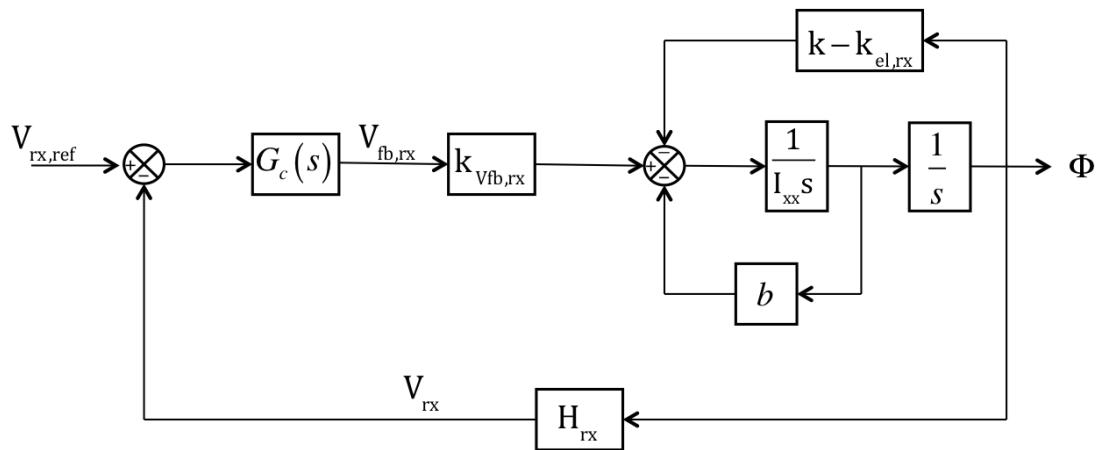 k − k_el,rx
V_rx,ref
+
−
G_c(s)
V_fb,rx
k_Vfb,rx
−
+
−
1
I_xx s
1
s
Φ
b
V_rx
H_rx